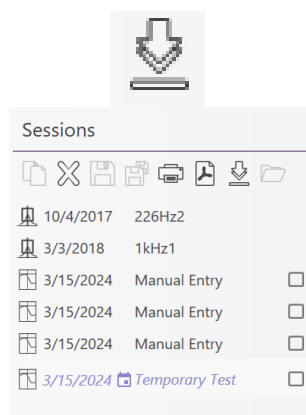 Sessions
10/4/2017 226Hz2
3/3/2018 1kHz1
3/15/2024 Manual Entry
3/15/2024 Manual Entry
3/15/2024 Manual Entry
3/15/2024 Temporary Test